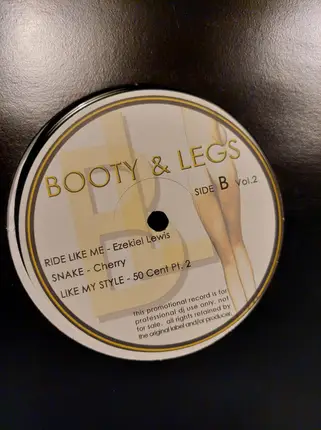 BOOTY & LEGS
SIDE B Vol.2
RIDE LIKE ME - Ezekiel Lewis
SNAKE - Cherry
LIKE MY STYLE - 50 Cent Pt. 2
this promotional record is for
professional dj use only. not
for sale. all rights retained by
the original label and/or producer.